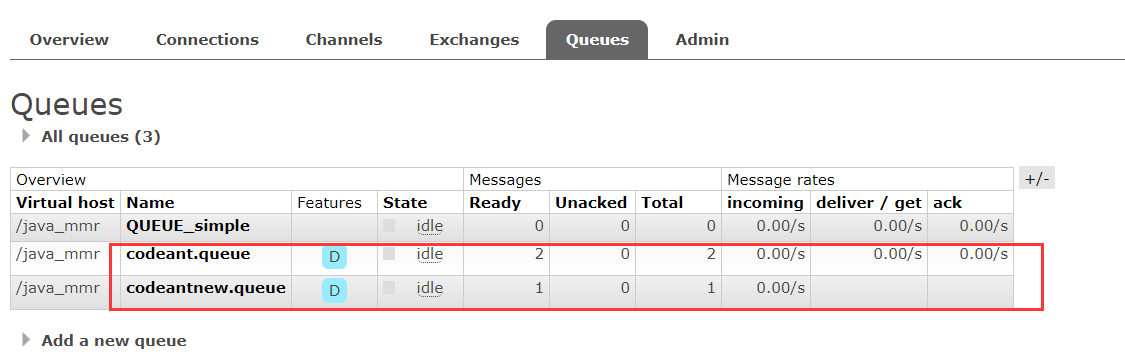 Overview Connections Channels Exchanges Queues Admin
Queues
All queues (3)
Overview Messages Message rates +/-
Virtual host Name Features State Ready Unacked Total incoming deliver / get ack
/java_mmr QUEUE_simple idle 0 0 0 0.00/s 0.00/s 0.00/s
/java_mmr codeant.queue D idle 2 0 2 0.00/s 0.00/s 0.00/s
/java_mmr codeantnew.queue D idle 1 0 1 0.00/s
Add a new queue